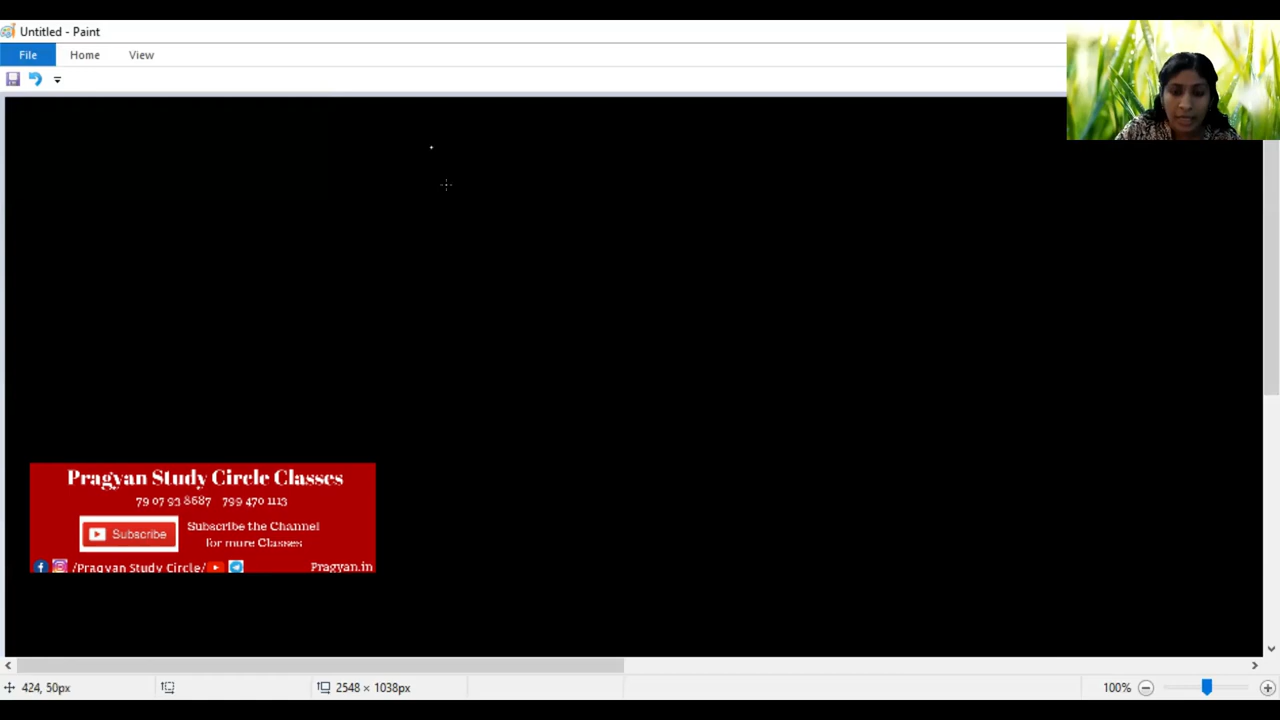 Untitled - Paint
File Home View
Pragyan Study Circle Classes
79 07 93 8687 799 470 1113
Subscribe
Subscribe the Channel
for more Classes
/Pragyan Study Circle/
Pragyan.in
424, 50px
2548 × 1038px
100%